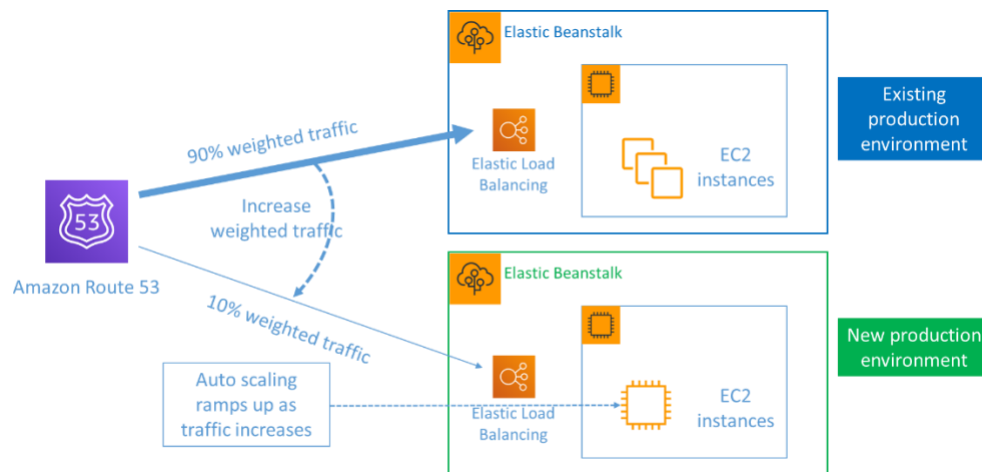 Elastic Beanstalk
90% weighted traffic
Elastic Load
Balancing
EC2
instances
Existing
production
environment
53
Amazon Route 53
Increase
weighted traffic
10% weighted traffic
Elastic Beanstalk
Auto scaling
ramps up as
traffic increases
Elastic Load
Balancing
EC2
instances
New production
environment